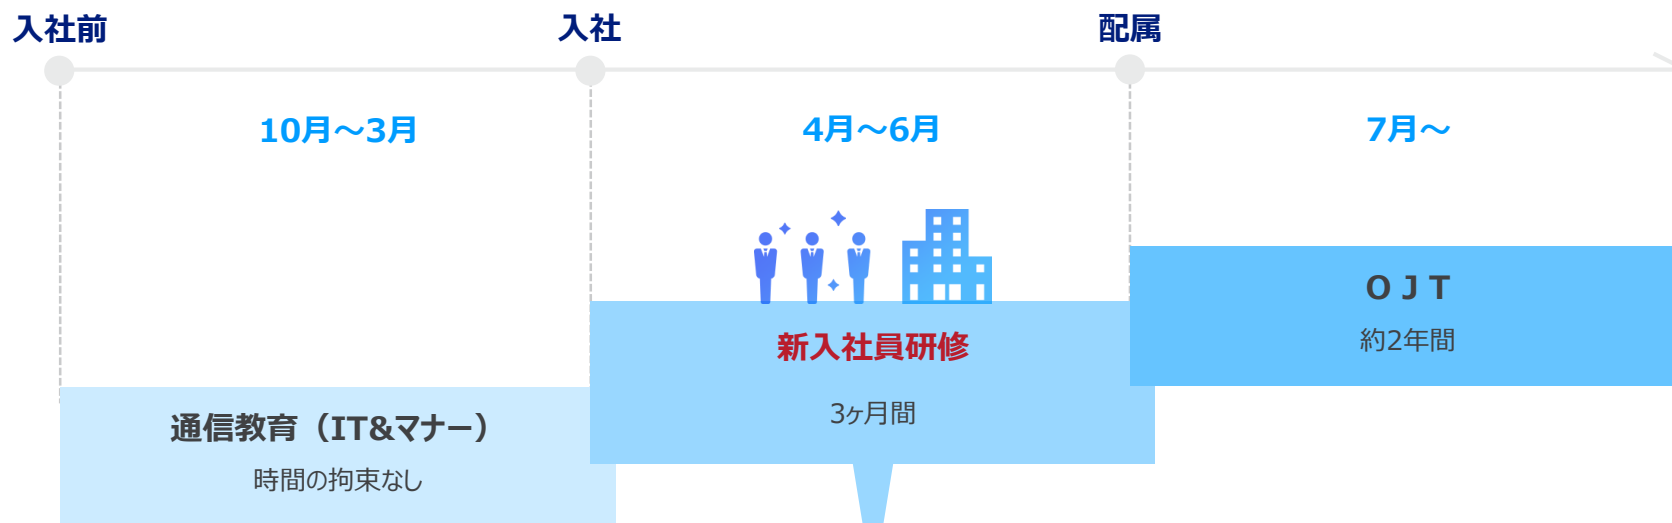 入社前
入社
配属
10月～3月
4月～6月
7月～
ＯＪＴ
約2年間
新入社員研修
3ヶ月間
通信教育（IT&マナー）
時間の拘束なし